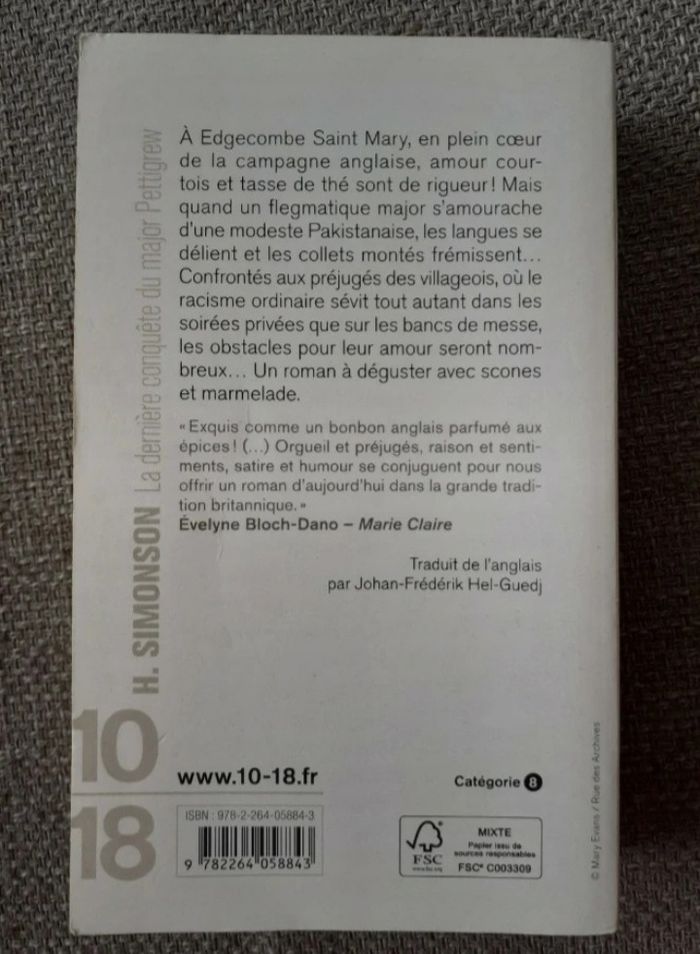 À Edgecombe Saint Mary, en plein cœur
de la campagne anglaise, amour cour-
tois et tasse de thé sont de rigueur! Mais
quand un flegmatique major s'amourache
d'une modeste Pakistanaise, les langues se
délient et les collets montés frémissent...
Confrontés aux préjugés des villageois, où le
racisme ordinaire sévit tout autant dans les
soirées privées que sur les bancs de messe,
les obstacles pour leur amour seront nom-
breux... Un roman à déguster avec scones
et marmelade.
« Exquis comme un bonbon anglais parfumé aux
épices! (...) Orgueil et préjugés, raison et senti-
ments, satire et humour se conjuguent pour nous
offrir un roman d'aujourd'hui dans la grande tradi-
tion britannique. »
Évelyne Bloch-Dano – Marie Claire
Traduit de l'anglais
par Johan-Frédérik Hel-Guedj
H. SIMONSON La dernière conquête du major Pettigrew
10
18
www.10-18.fr
Catégorie 8
ISBN : 978-2-264-05884-3
9 782264 058843
FSC
www.fsc.org
MIXTE
Papier issu de
sources responsables
FSC® C003309
© Mary Evans / Rue des Archives